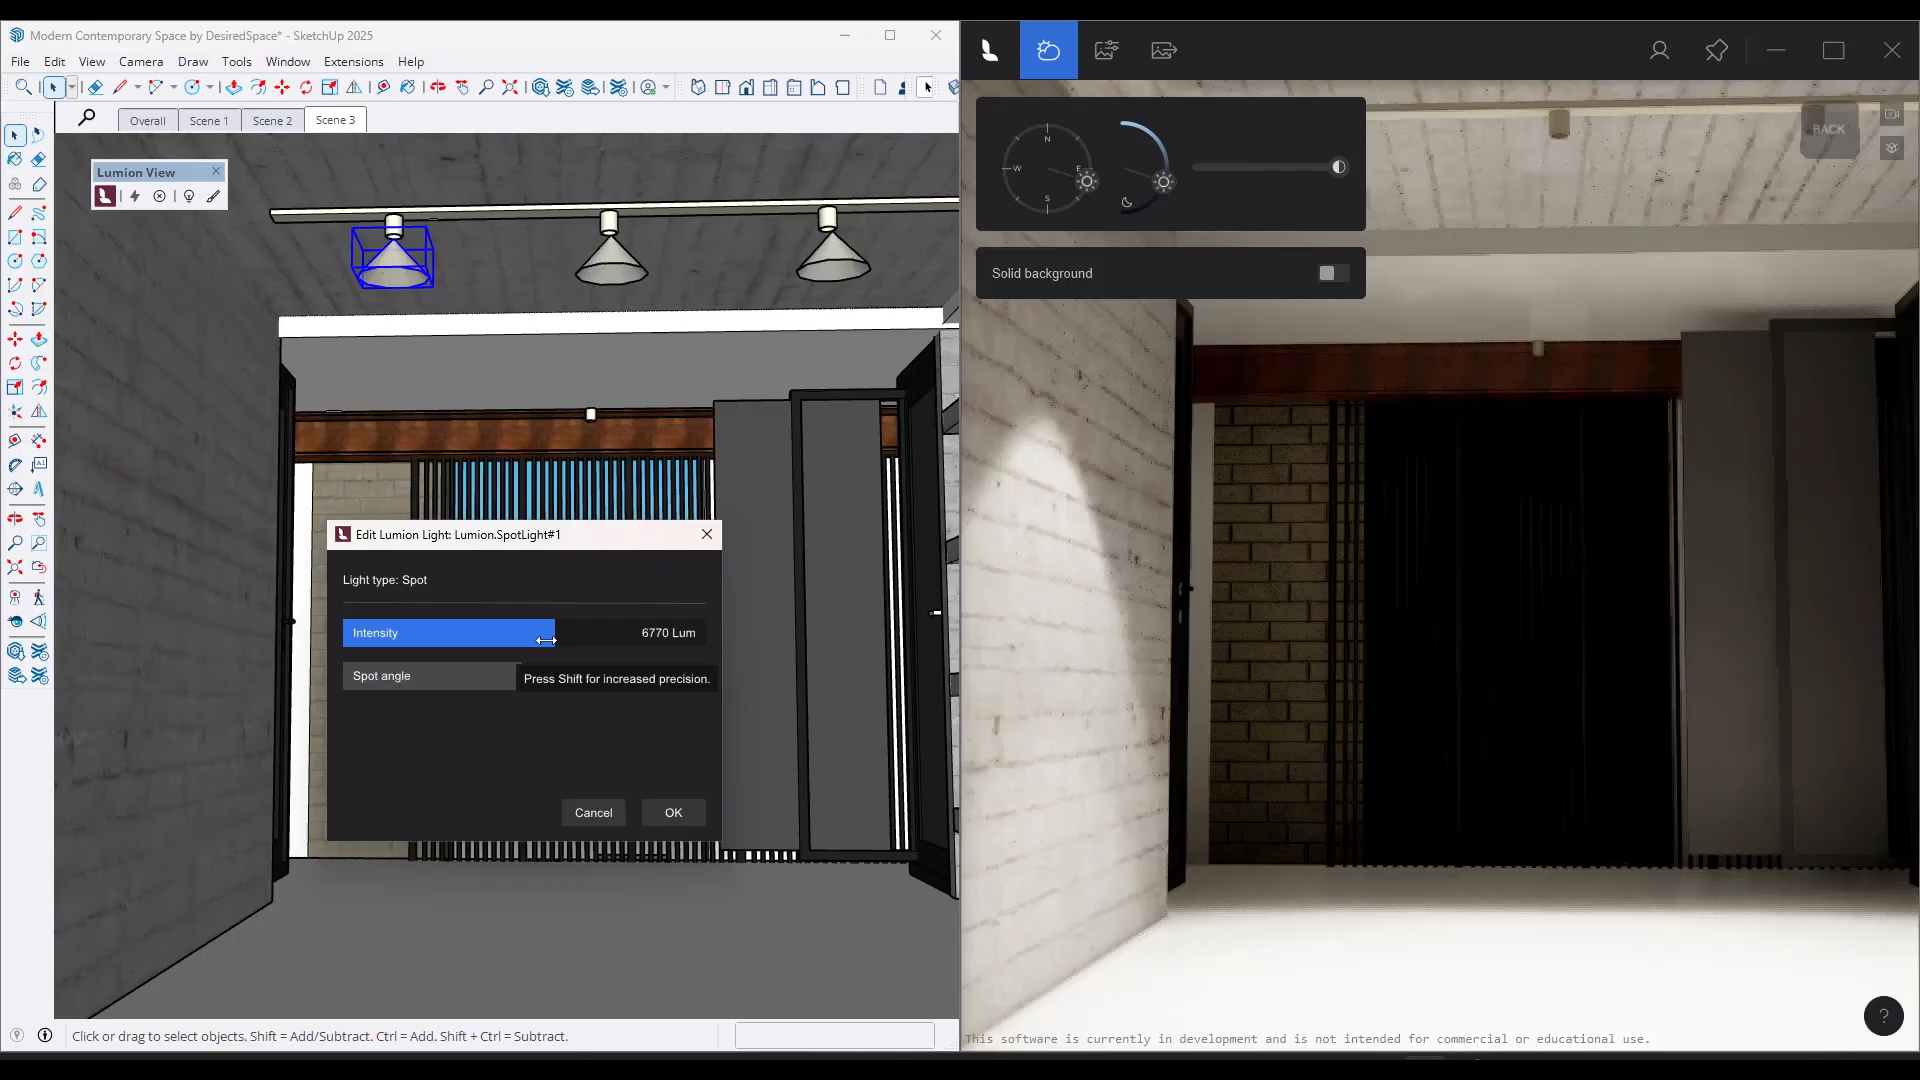 Modern Contemporary Space by DesiredSpace* - SketchUp 2025
File Edit View Camera Draw Tools Window Extensions Help
Overall Scene 1 Scene 2 Scene 3
Lumion View
Edit Lumion Light: Lumion.SpotLight#1
Light type: Spot
Intensity 6770 Lum
Spot angle
Press Shift for increased precision.
Cancel OK
Click or drag to select objects. Shift = Add/Subtract. Ctrl = Add. Shift + Ctrl = Subtract.
N
W E
S
BACK
Solid background
?
This software is currently in development and is not intended for commercial or educational use.